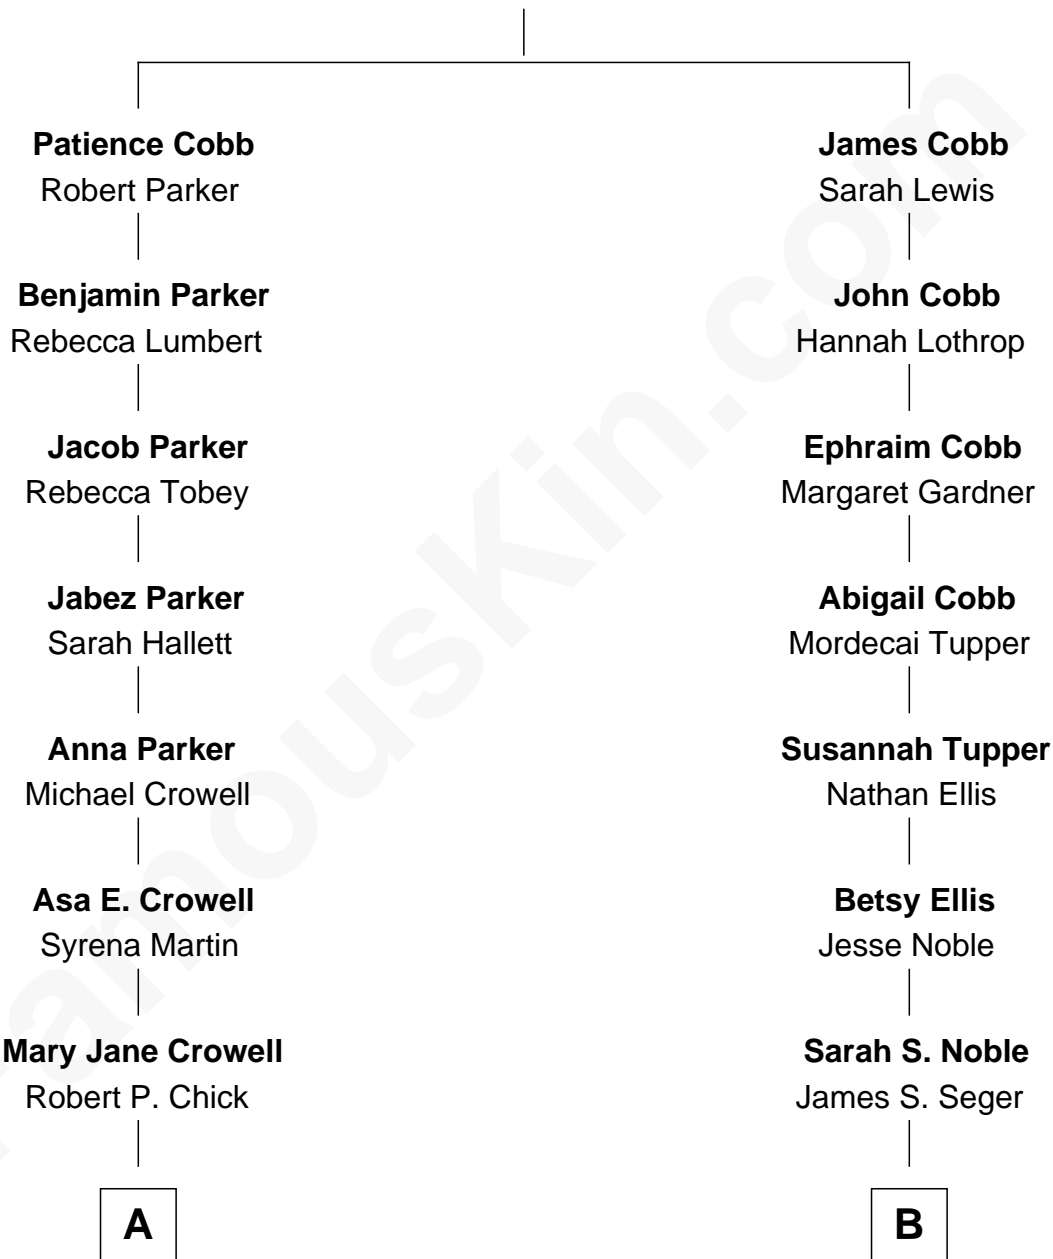 Patience Cobb
Robert Parker
James Cobb
Sarah Lewis
Benjamin Parker
Rebecca Lumbert
John Cobb
Hannah Lothrop
Jacob Parker
Rebecca Tobey
Ephraim Cobb
Margaret Gardner
Jabez Parker
Sarah Hallett
Abigail Cobb
Mordecai Tupper
Anna Parker
Michael Crowell
Susannah Tupper
Nathan Ellis
Asa E. Crowell
Syrena Martin
Betsy Ellis
Jesse Noble
Mary Jane Crowell
Robert P. Chick
Sarah S. Noble
James S. Seger
A
B
FamousKin.com